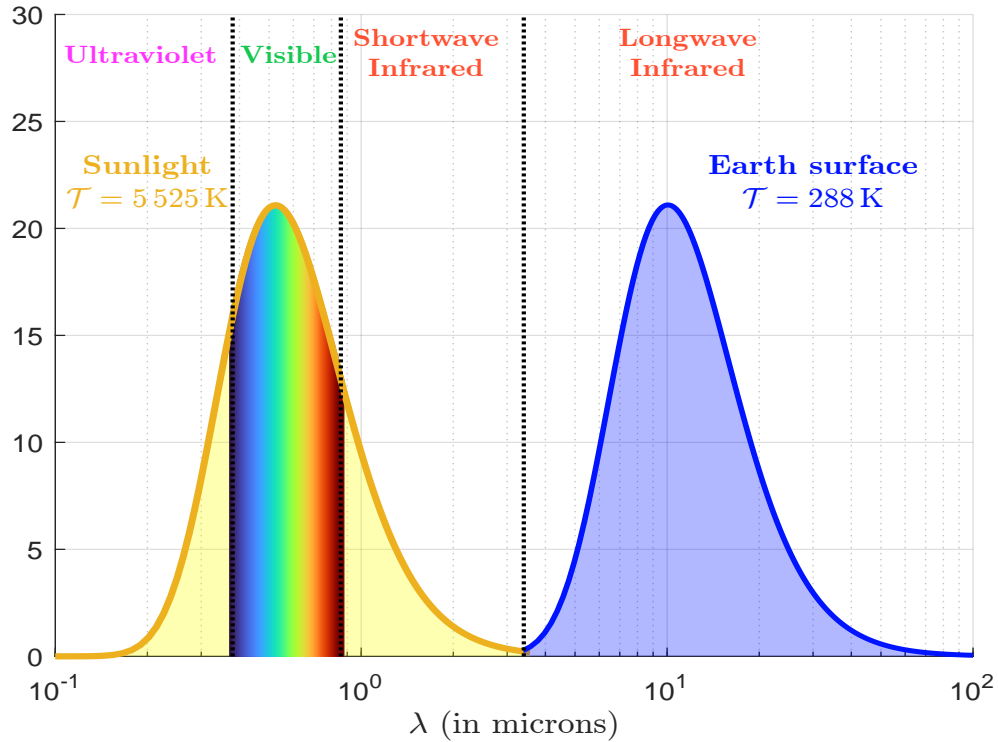 30
25
20
15
10
5
0
Ultraviolet
Visible
Shortwave
Infrared
Longwave
Infrared
Sunlight
𝒯 = 5 525 K
Earth surface
𝒯 = 288 K
10⁻¹
10⁰
10¹
10²
λ (in microns)